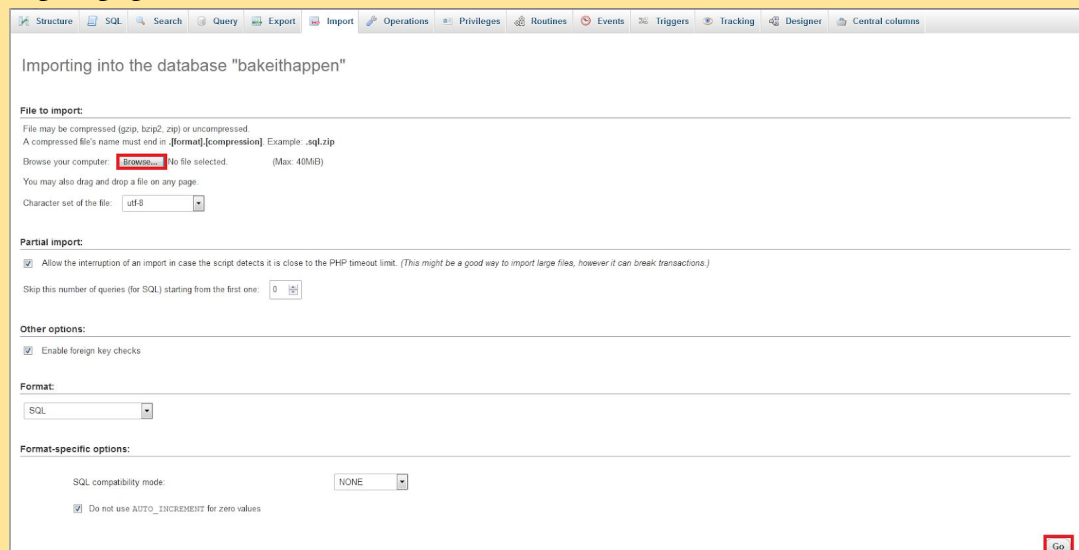 Structure SQL Search Query Export Import Operations Privileges Routines Events Triggers Tracking Designer Central columns
Importing into the database "bakeithappen"
File to import:
File may be compressed (gzip, bzip2, zip) or uncompressed.
A compressed file's name must end in .[format].[compression]. Example: .sql.zip
Browse your computer: Browse... No file selected. (Max: 40MiB)
You may also drag and drop a file on any page.
Character set of the file: utf-8
Partial import:
Allow the interruption of an import in case the script detects it is close to the PHP timeout limit. (This might be a good way to import large files, however it can break transactions.)
Skip this number of queries (for SQL) starting from the first one: 0
Other options:
Enable foreign key checks
Format:
SQL
Format-specific options:
SQL compatibility mode: NONE
Do not use AUTO_INCREMENT for zero values
Go